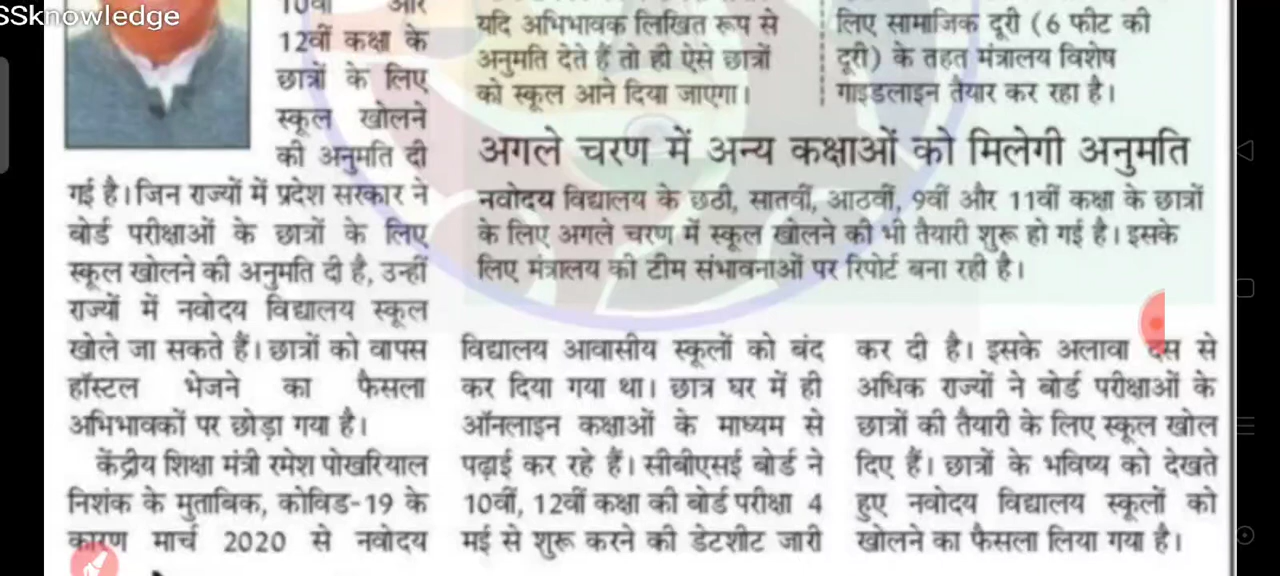 SSknowledge
10वीं और
12वीं कक्षा के
छात्रों के लिए
स्कूल खोलने
की अनुमति दी
गई है। जिन राज्यों में प्रदेश सरकार ने
बोर्ड परीक्षाओं के छात्रों के लिए
स्कूल खोलने की अनुमति दी है, उन्हीं
राज्यों में नवोदय विद्यालय स्कूल
खोले जा सकते हैं। छात्रों को वापस
हॉस्टल भेजने का फैसला
अभिभावकों पर छोड़ा गया है।
केंद्रीय शिक्षा मंत्री रमेश पोखरियाल
निशंक के मुताबिक, कोविड-19 के
कारण मार्च 2020 से नवोदय
यदि अभिभावक लिखित रूप से
अनुमति देते हैं तो ही ऐसे छात्रों
को स्कूल आने दिया जाएगा।
लिए सामाजिक दूरी (6 फीट की
दूरी) के तहत मंत्रालय विशेष
गाइडलाइन तैयार कर रहा है।
अगले चरण में अन्य कक्षाओं को मिलेगी अनुमति
नवोदय विद्यालय के छठी, सातवीं, आठवीं, 9वीं और 11वीं कक्षा के छात्रों
के लिए अगले चरण में स्कूल खोलने की भी तैयारी शुरू हो गई है। इसके
लिए मंत्रालय की टीम संभावनाओं पर रिपोर्ट बना रही है।
विद्यालय आवासीय स्कूलों को बंद
कर दिया गया था। छात्र घर में ही
ऑनलाइन कक्षाओं के माध्यम से
पढ़ाई कर रहे हैं। सीबीएसई बोर्ड ने
10वीं, 12वीं कक्षा की बोर्ड परीक्षा 4
मई से शुरू करने की डेटशीट जारी
कर दी है। इसके अलावा दस से
अधिक राज्यों ने बोर्ड परीक्षाओं के
छात्रों की तैयारी के लिए स्कूल खोल
दिए हैं। छात्रों के भविष्य को देखते
हुए नवोदय विद्यालय स्कूलों को
खोलने का फैसला लिया गया है।